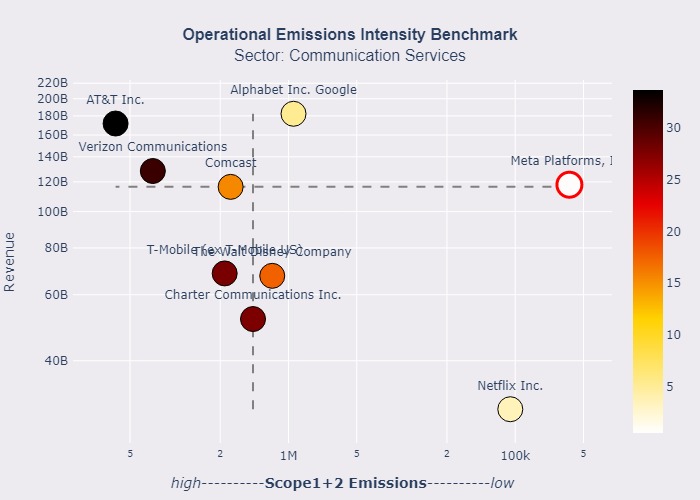 Operational Emissions Intensity Benchmark
Sector: Communication Services
220B
200B
180B
160B
140B
120B
100B
80B
60B
40B
Revenue
AT&T Inc.
Alphabet Inc. Google
Verizon Communications
Comcast
Meta Platforms, I
T-Mobile (ex T-Mobile US)
The Walt Disney Company
Charter Communications Inc.
Netflix Inc.
30
25
20
15
10
5
5 2 1M 5 2 100k 5
high----------Scope1+2 Emissions----------low